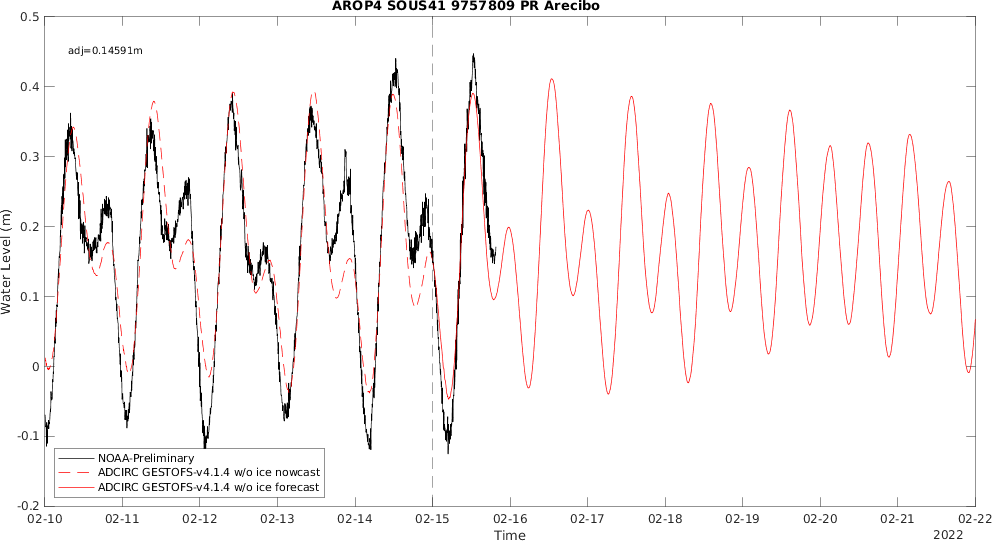 AROP4 SOUS41 9757809 PR Arecibo
adj=0.14591m
Water Level (m)
0.5
0.4
0.3
0.2
0.1
0
-0.1
-0.2
NOAA-Preliminary
ADCIRC GESTOFS-v4.1.4 w/o ice nowcast
ADCIRC GESTOFS-v4.1.4 w/o ice forecast
02-10 02-11 02-12 02-13 02-14 02-15 02-16 02-17 02-18 02-19 02-20 02-21 02-22
Time
2022